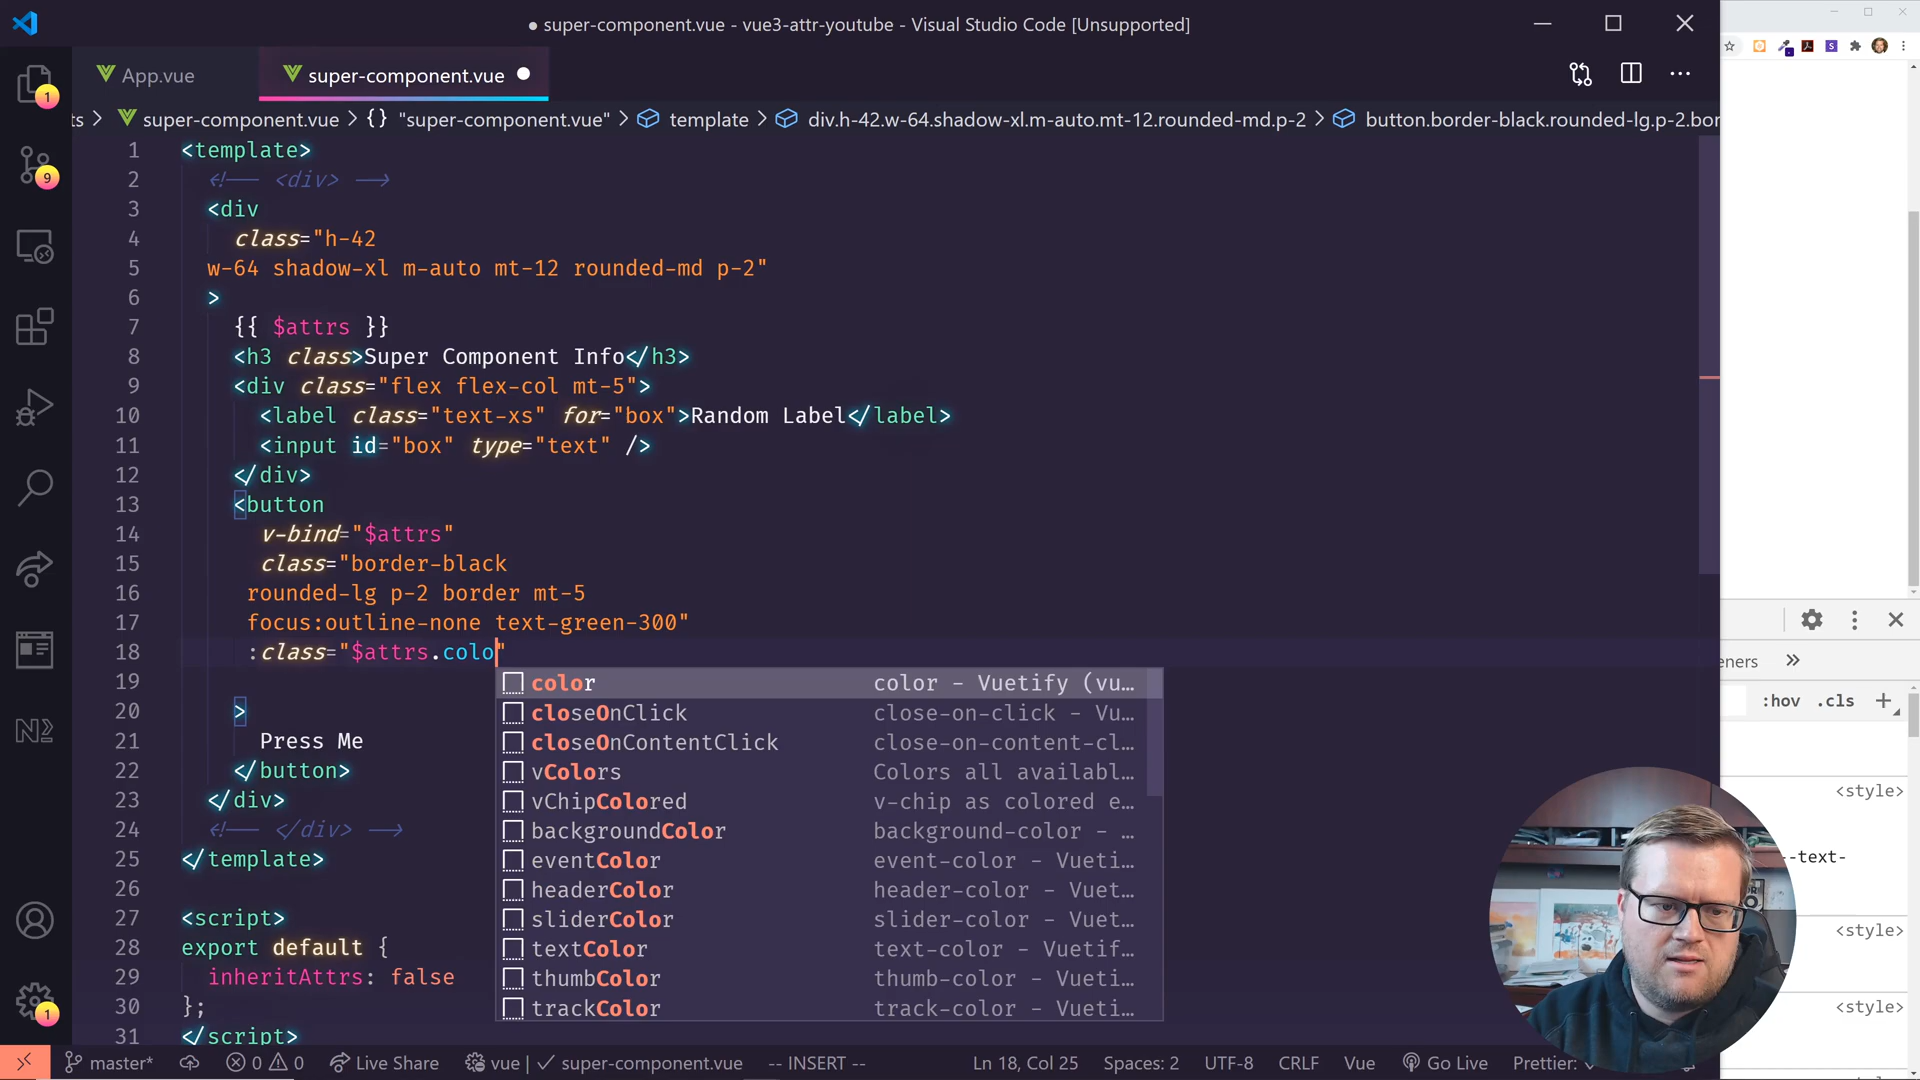 ● super-component.vue - vue3-attr-youtube - Visual Studio Code [Unsupported]
App.vue
super-component.vue ●
ts > super-component.vue > {} "super-component.vue" > template > div.h-42.w-64.shadow-xl.m-auto.mt-12.rounded-md.p-2 > button.border-black.rounded-lg.p-2.bor
1 <template>
2 <!-- <div> -->
3 <div
4 class="h-42
5 w-64 shadow-xl m-auto mt-12 rounded-md p-2"
6 >
7 {{ $attrs }}
8 <h3 class>Super Component Info</h3>
9 <div class="flex flex-col mt-5">
10 <label class="text-xs" for="box">Random Label</label>
11 <input id="box" type="text" />
12 </div>
13 <button
14 v-bind="$attrs"
15 class="border-black
16 rounded-lg p-2 border mt-5
17 focus:outline-none text-green-300"
18 :class="$attrs.colo"
19
20 >
21 Press Me
22 </button>
23 </div>
24 <!-- </div> -->
25 </template>
26
27 <script>
28 export default {
29 inheritAttrs: false
30 };
31 </script>
color color - Vuetify (vu…
closeOnClick close-on-click - Vu…
closeOnContentClick close-on-content-cl…
vColors Colors all availabl…
vChipColored v-chip as colored e…
backgroundColor background-color - …
eventColor event-color - Vueti…
headerColor header-color - Vuet…
sliderColor slider-color - Vuet…
textColor text-color - Vuetif…
thumbColor thumb-color - Vueti…
trackColor track-color - Vueti…
1
9
1
master* 0 0 Live Share vue | ✓ super-component.vue -- INSERT -- Ln 18, Col 25 Spaces: 2 UTF-8 CRLF Vue Go Live Prettier: ✓
eners »
:hov .cls +
<style>
--text-
<style>
<style>